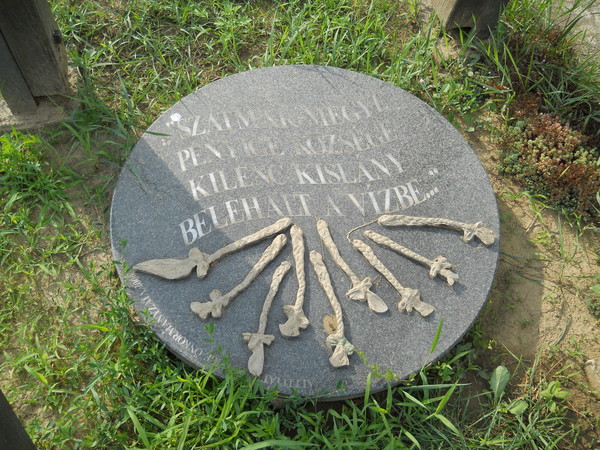 "...SZATMÁR MEGYE
PENYIGE KÖZSÉGE
KILENC KISLÁNY
BELEHALT A VÍZBE..."